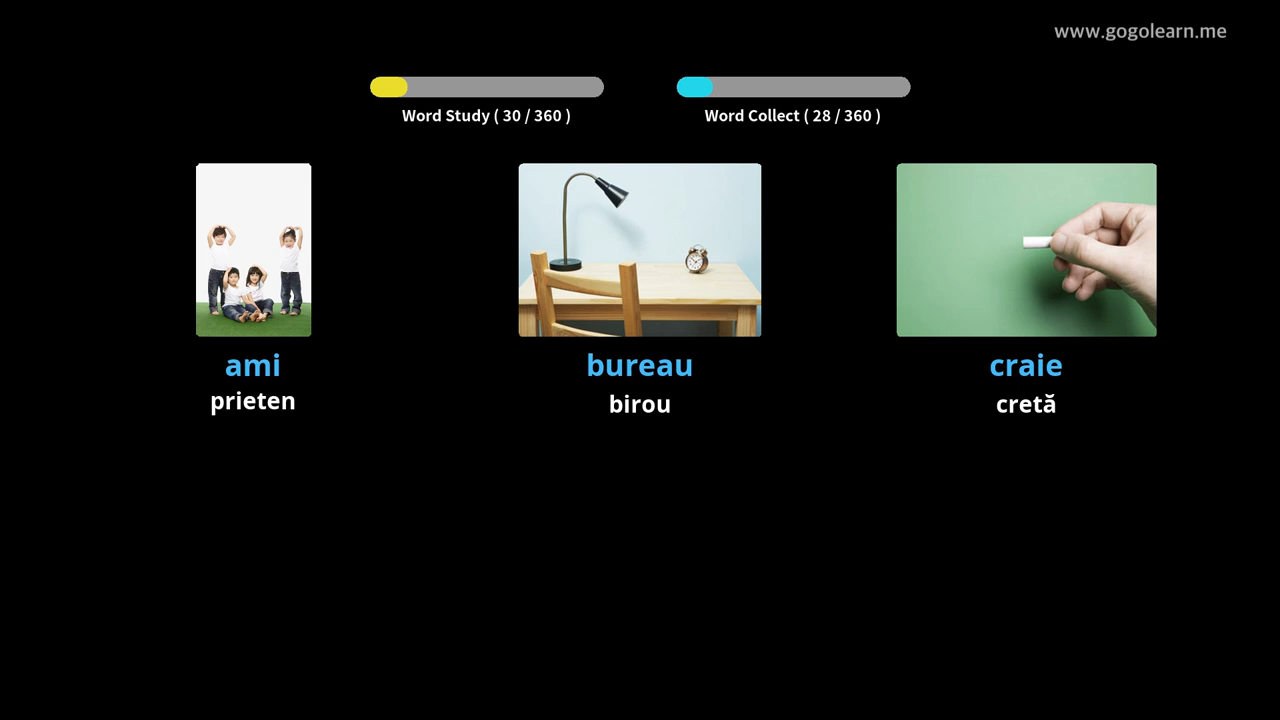 www.gogolearn.me
Word Study ( 30 / 360 )
Word Collect ( 28 / 360 )
ami
prieten
bureau
birou
craie
cretă